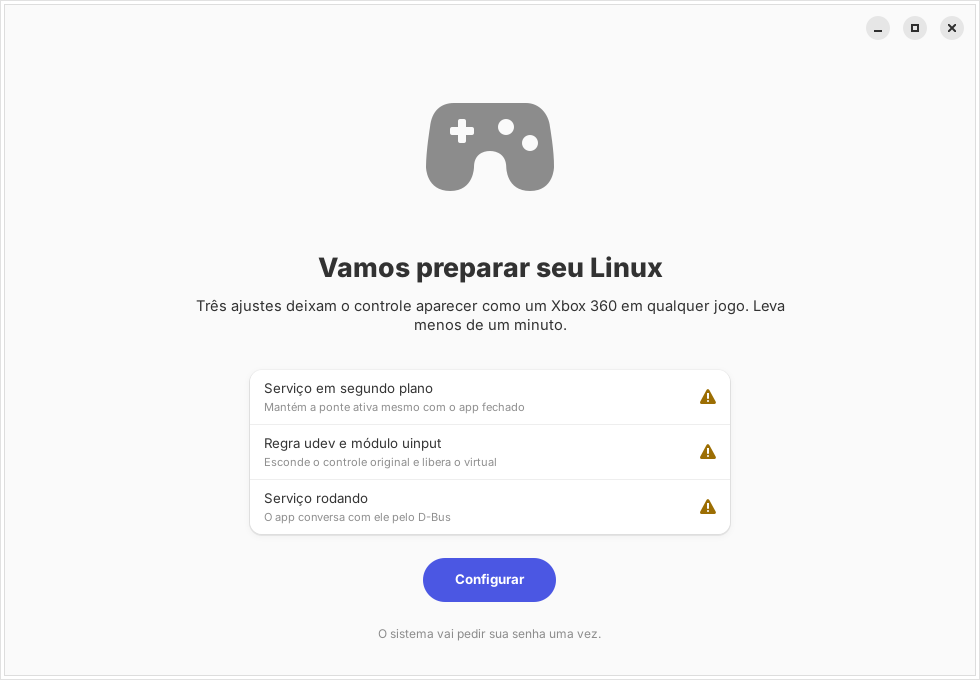 Vamos preparar seu Linux
Três ajustes deixam o controle aparecer como um Xbox 360 em qualquer jogo. Leva
menos de um minuto.
Serviço em segundo plano
Mantém a ponte ativa mesmo com o app fechado
Regra udev e módulo uinput
Esconde o controle original e libera o virtual
Serviço rodando
O app conversa com ele pelo D-Bus
Configurar
O sistema vai pedir sua senha uma vez.